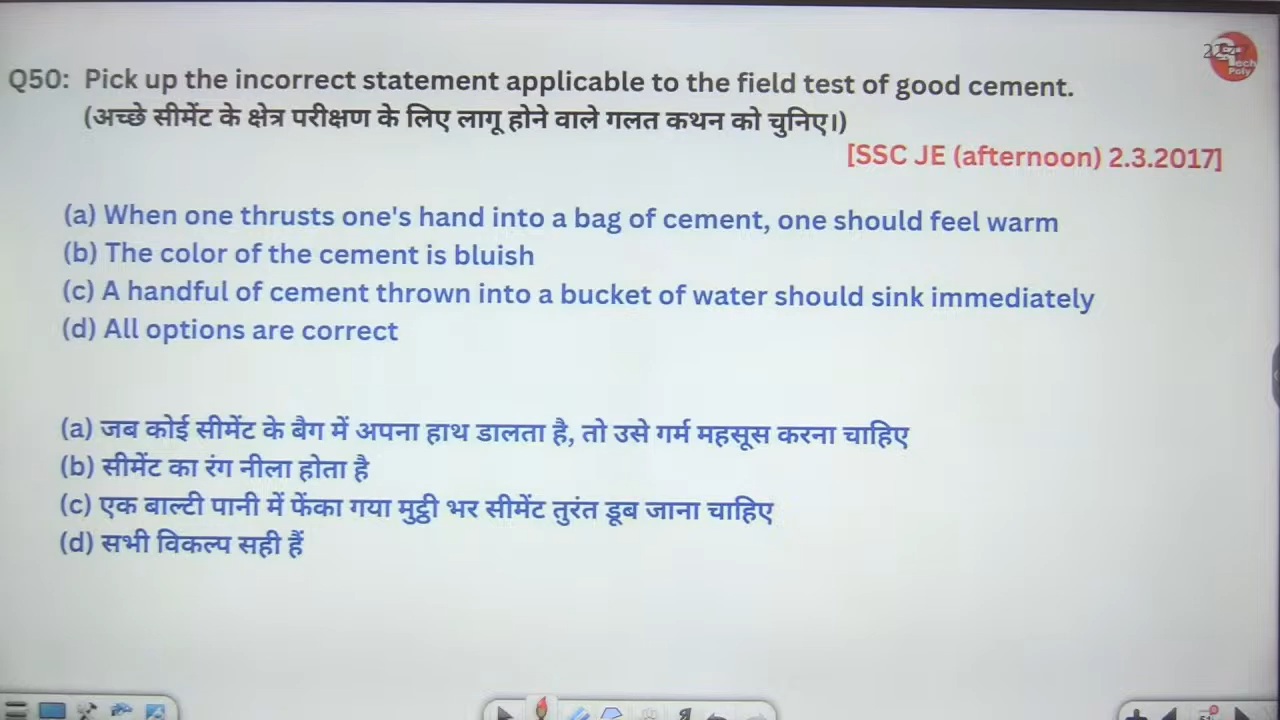 Q50: Pick up the incorrect statement applicable to the field test of good cement.
(अच्छे सीमेंट के क्षेत्र परीक्षण के लिए लागू होने वाले गलत कथन को चुनिए।)
[SSC JE (afternoon) 2.3.2017]
(a) When one thrusts one's hand into a bag of cement, one should feel warm
(b) The color of the cement is bluish
(c) A handful of cement thrown into a bucket of water should sink immediately
(d) All options are correct
(a) जब कोई सीमेंट के बैग में अपना हाथ डालता है, तो उसे गर्म महसूस करना चाहिए
(b) सीमेंट का रंग नीला होता है
(c) एक बाल्टी पानी में फेंका गया मुट्ठी भर सीमेंट तुरंत डूब जाना चाहिए
(d) सभी विकल्प सही हैं